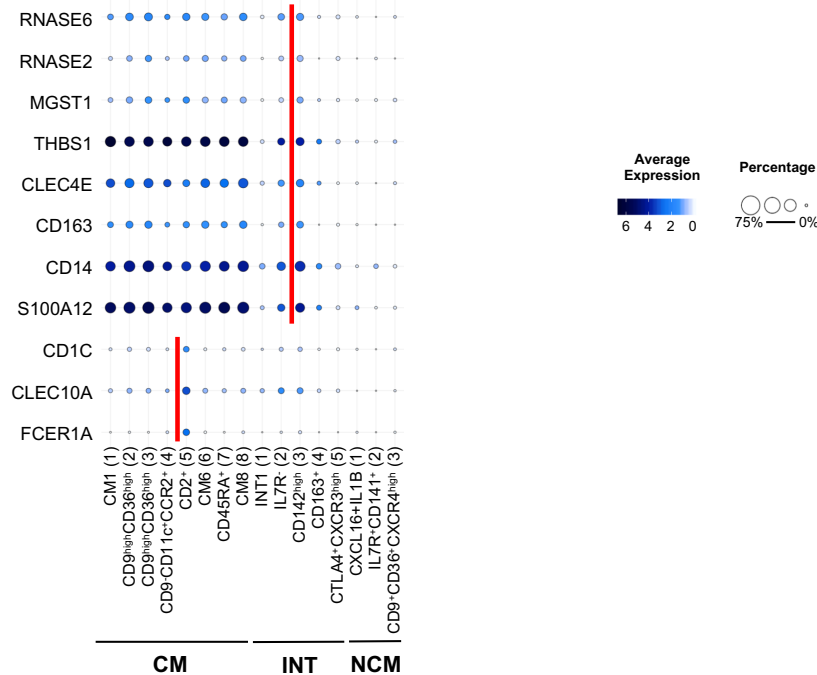 RNASE6
RNASE2
MGST1
THBS1
CLEC4E
CD163
CD14
S100A12
CD1C
CLEC10A
FCER1A
CM1 (1)
CD9ʰⁱᵍʰCD36ʰⁱᵍʰ (2)
CD9ʰⁱᵍʰCD36ʰⁱᵍʰ (3)
CD9⁻CD11c⁺CCR2⁺ (4)
CD2⁺ (5)
CM6 (6)
CD45RA⁺ (7)
CM8 (8)
INT1 (1)
IL7R⁻ (2)
CD142ʰⁱᵍʰ (3)
CD163⁺ (4)
CTLA4⁺CXCR3ʰⁱᵍʰ (5)
CXCL16+IL1B (1)
IL7R⁺CD141⁺ (2)
CD9⁺CD36⁺CXCR4ʰⁱᵍʰ (3)
CM INT NCM
Average
Expression
6 4 2 0
Percentage
75% 0%